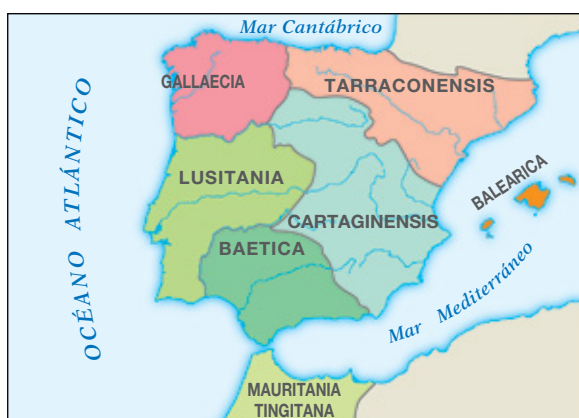 Mar Cantábrico
GALLAECIA
TARRACONENSIS
OCÉANO ATLÁNTICO
LUSITANIA
BALEARICA
CARTAGINENSIS
BAETICA
Mar Mediterráneo
MAURITANIA
TINGITANA